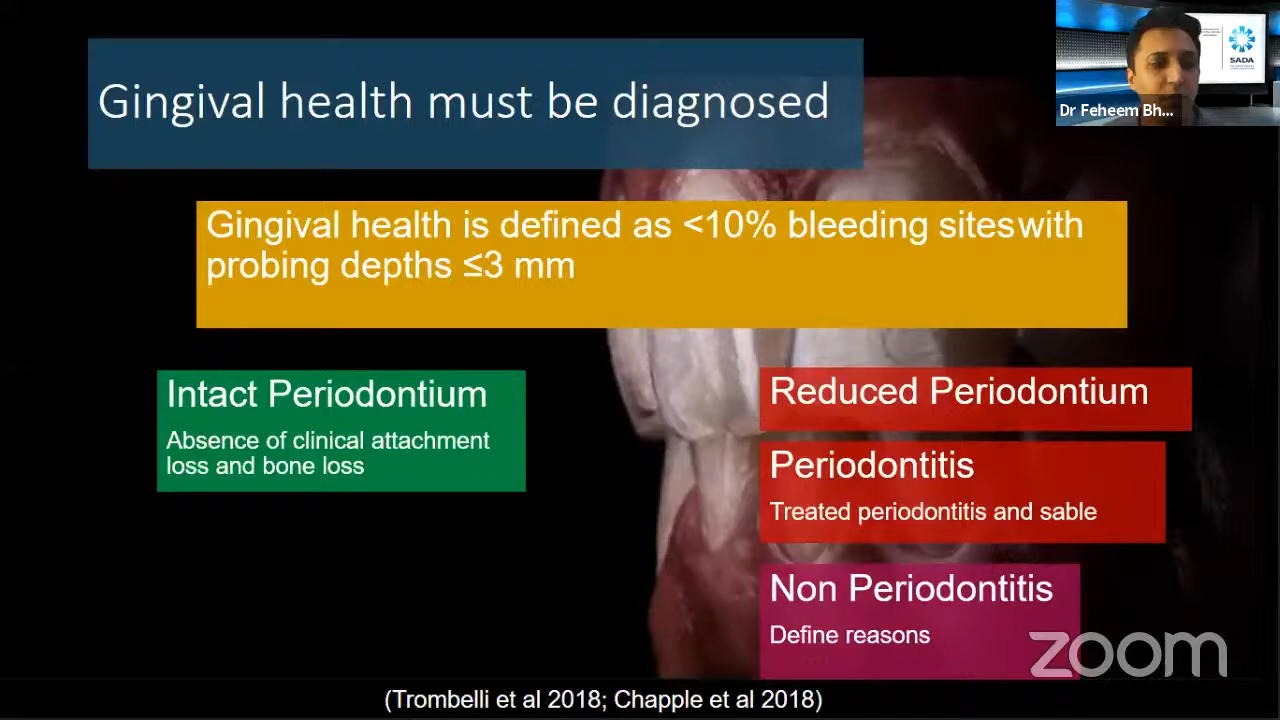 Gingival health must be diagnosed
SADA
Dr Feheem Bh...
Gingival health is defined as <10% bleeding siteswith
probing depths ≤3 mm
Intact Periodontium
Absence of clinical attachment
loss and bone loss
Reduced Periodontium
Periodontitis
Treated periodontitis and sable
Non Periodontitis
Define reasons
zoom
(Trombelli et al 2018; Chapple et al 2018)